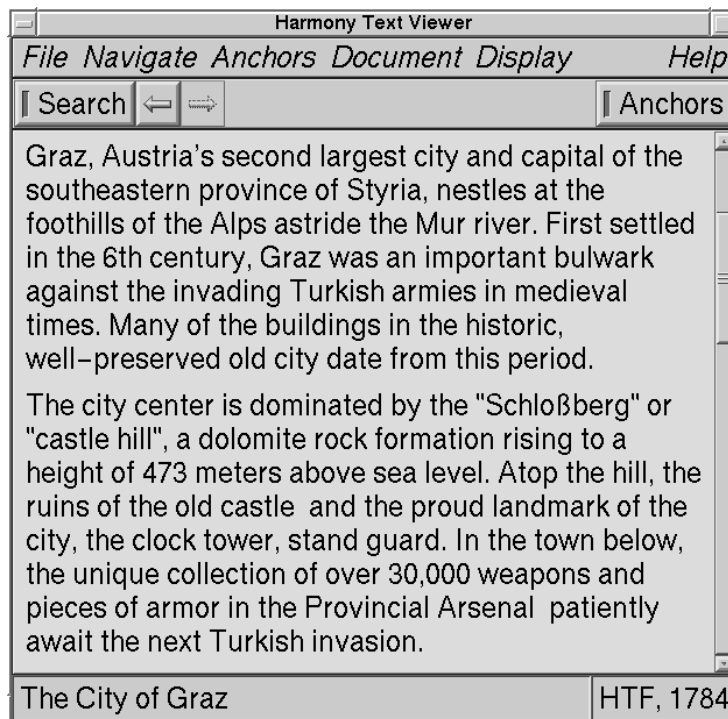 Harmony Text Viewer
File Navigate Anchors Document Display Help
Search Anchors
Graz, Austria's second largest city and capital of the
southeastern province of Styria, nestles at the
foothills of the Alps astride the Mur river. First settled
in the 6th century, Graz was an important bulwark
against the invading Turkish armies in medieval
times. Many of the buildings in the historic,
well–preserved old city date from this period.
The city center is dominated by the "Schloßberg" or
"castle hill", a dolomite rock formation rising to a
height of 473 meters above sea level. Atop the hill, the
ruins of the old castle  and the proud landmark of the
city, the clock tower, stand guard. In the town below,
the unique collection of over 30,000 weapons and
pieces of armor in the Provincial Arsenal  patiently
await the next Turkish invasion.
The City of Graz HTF, 1784